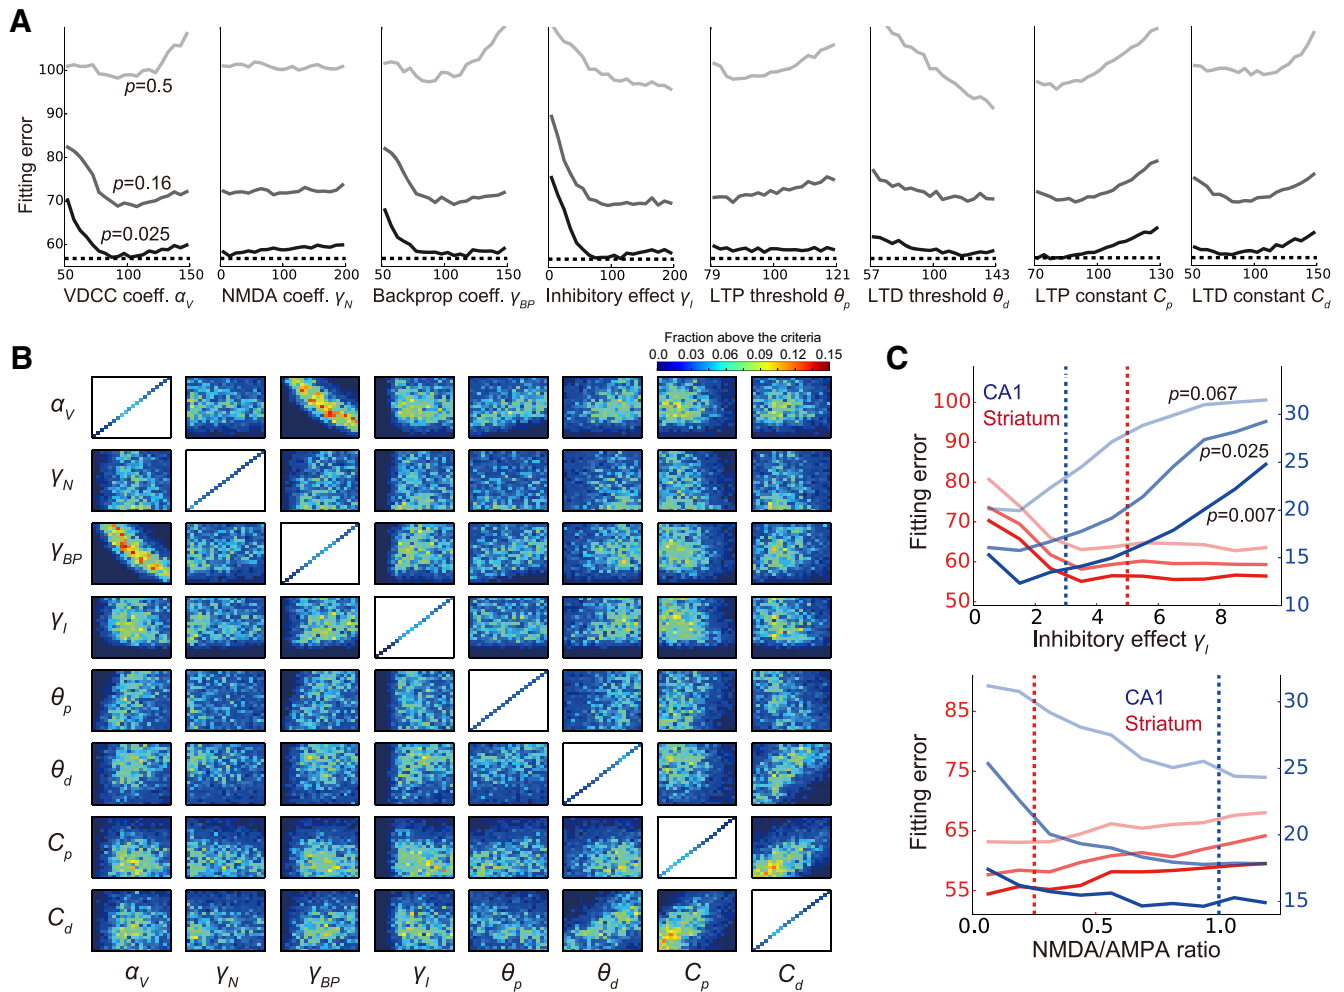 A
Fitting error
100
90
80
70
60
p=0.5
p=0.16
p=0.025
50 150
0 200
50 150
0 200
79 100 121
57 100 143
70 100 130
50 100 150
VDCC coeff. αV
NMDA coeff. γN
Backprop coeff. γBP
Inhibitory effect γI
LTP threshold θp
LTD threshold θd
LTP constant Cp
LTD constant Cd
B
Fraction above the criteria
0.0 0.03 0.06 0.09 0.12 0.15
αV
γN
γBP
γI
θp
θd
Cp
Cd
αV γN γBP γI θp θd Cp Cd
C
CA1
Striatum
p=0.067
p=0.025
p=0.007
Fitting error
100
90
80
70
60
50
30
25
20
15
10
0 2 4 6 8
Inhibitory effect γI
CA1
Striatum
Fitting error
85
75
65
55
30
25
20
15
0.0 0.5 1.0
NMDA/AMPA ratio